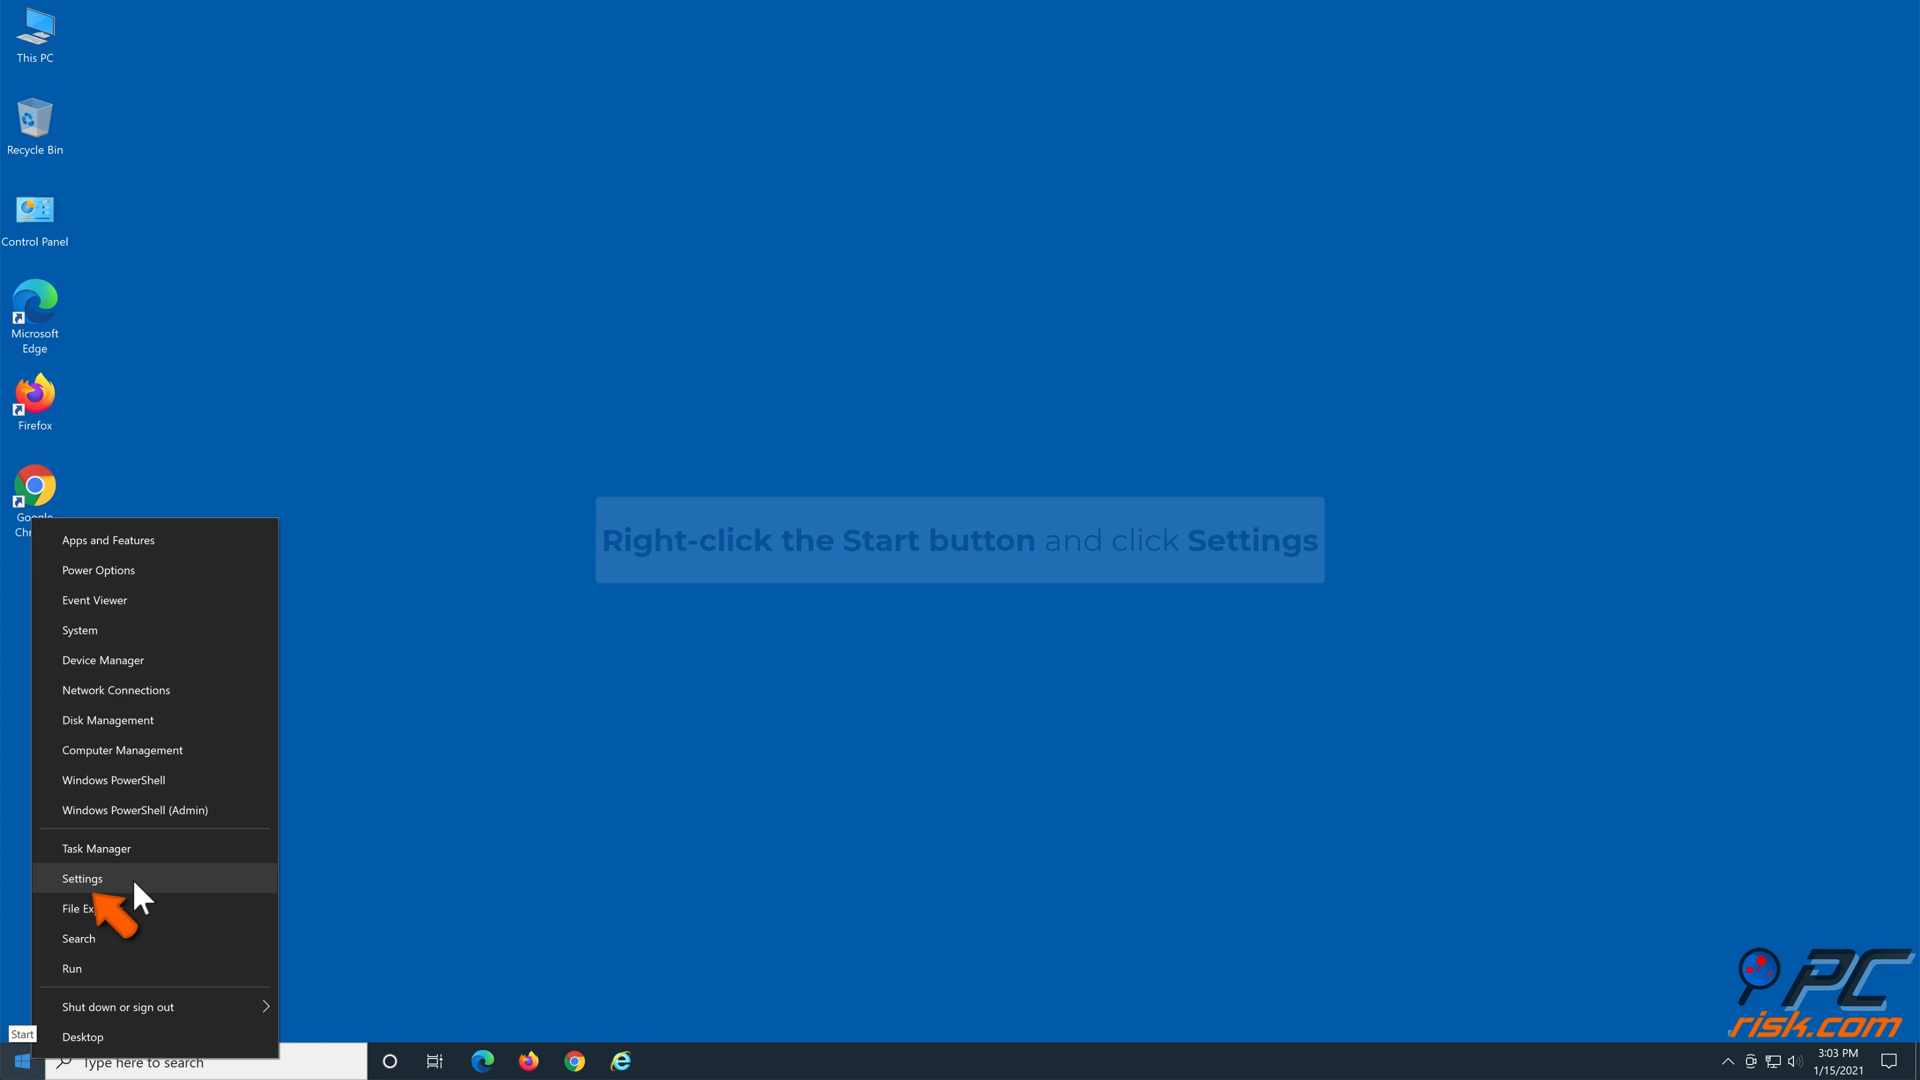 This PC
Recycle Bin
Control Panel
Microsoft
Edge
Firefox
Google
Apps and Features
Power Options
Event Viewer
System
Device Manager
Network Connections
Disk Management
Computer Management
Windows PowerShell
Windows PowerShell (Admin)
Task Manager
Settings
File Ex
Search
Run
Shut down or sign out
Desktop
Start
Type here to search
Right-click the Start button and click Settings
PC
risk.com
3:03 PM
1/15/2021